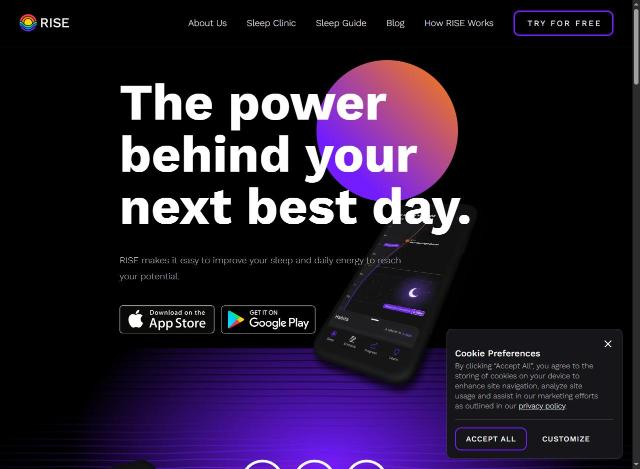 RISE
About Us
Sleep Clinic
Sleep Guide
Blog
How RISE Works
TRY FOR FREE
The power
behind your
next best day.
RISE makes it easy to improve your sleep and daily energy to reach
your potential.
Download on the
App Store
GET IT ON
Google Play
Habits
Cookie Preferences
By clicking “Accept All”, you agree to the
storing of cookies on your device to
enhance site navigation, analyze site
usage and assist in our marketing efforts
as outlined in our privacy policy.
ACCEPT ALL
CUSTOMIZE